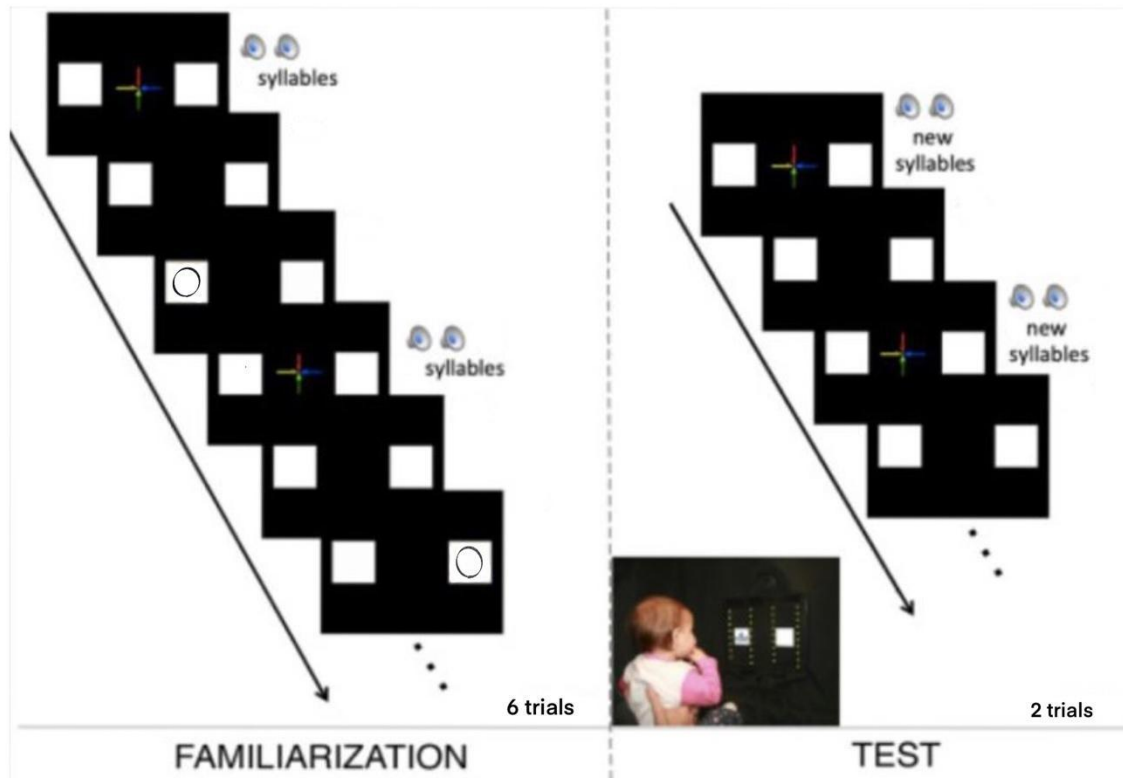 syllables
syllables
6 trials
FAMILIARIZATION
new
syllables
new
syllables
2 trials
TEST